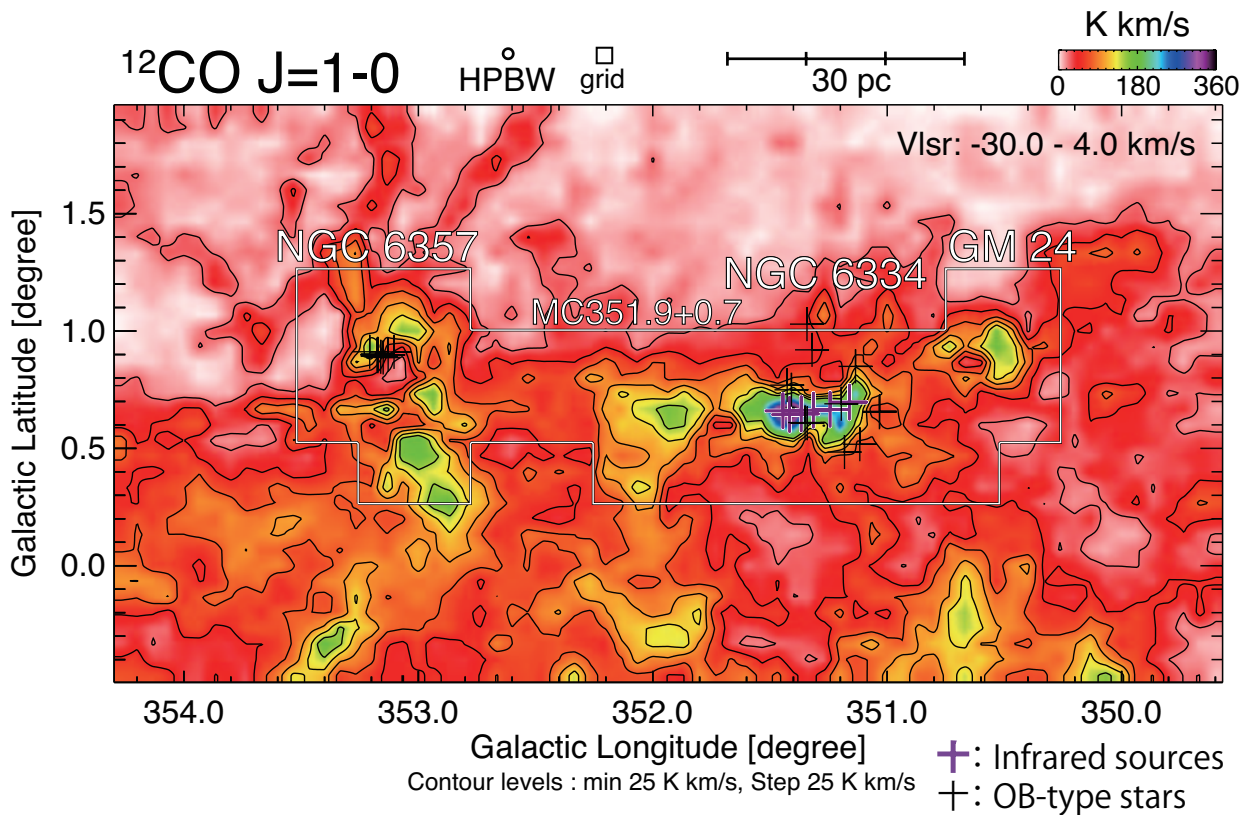 ¹²CO J=1-0
HPBW
grid
30 pc
K km/s
0 180 360
Vlsr: -30.0 - 4.0 km/s
NGC 6357
NGC 6334
GM 24
MC351.9+0.7
Galactic Latitude [degree]
1.5
1.0
0.5
0.0
354.0 353.0 352.0 351.0 350.0
Galactic Longitude [degree]
Contour levels : min 25 K km/s, Step 25 K km/s
: Infrared sources
: OB-type stars